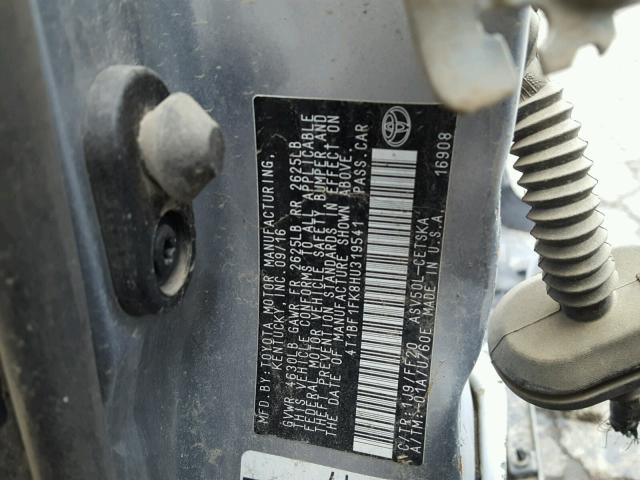 MFD.BY:TOYOTA MOTOR MANUFACTURING,
KENTUCKY, INC. 09/16
GVWR 4630LB GAWR FR 2625LB RR 2625LB
THIS VEHICLE CONFORMS TO ALL APPLICABLE
FEDERAL MOTOR VEHICLE SAFETY BUMPER,AND
THEFT PREVENTION STANDARDS IN EFFECT ON
THE DATE OF MANUFACTURE SHOWN ABOVE.
4T1BF1FK8HU319541 PASS.CAR
C/TR:1J9/FF20 ASV50L-CETSKA
A/TM:-01A/U760E MADE IN U.S.A. 16908